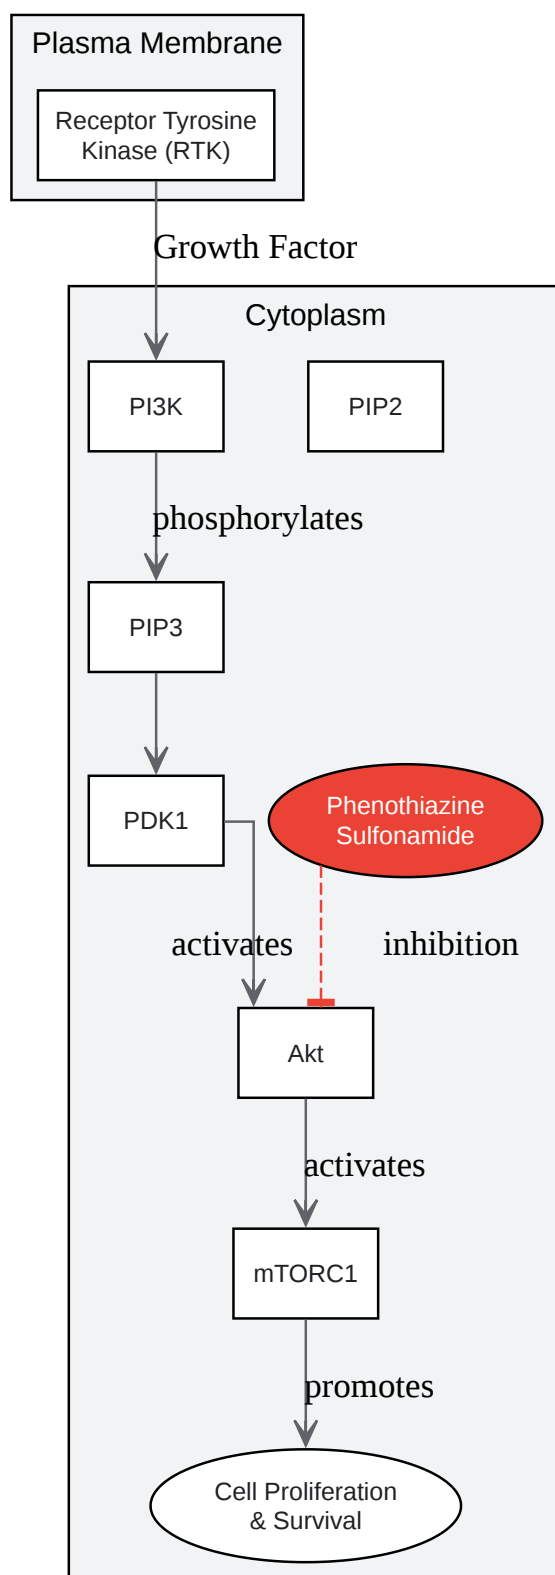 Plasma Membrane
Receptor Tyrosine
Kinase (RTK)
Growth Factor
Cytoplasm
PI3K
PIP2
phosphorylates
PIP3
PDK1
Phenothiazine
Sulfonamide
activates
inhibition
Akt
activates
mTORC1
promotes
Cell Proliferation
& Survival